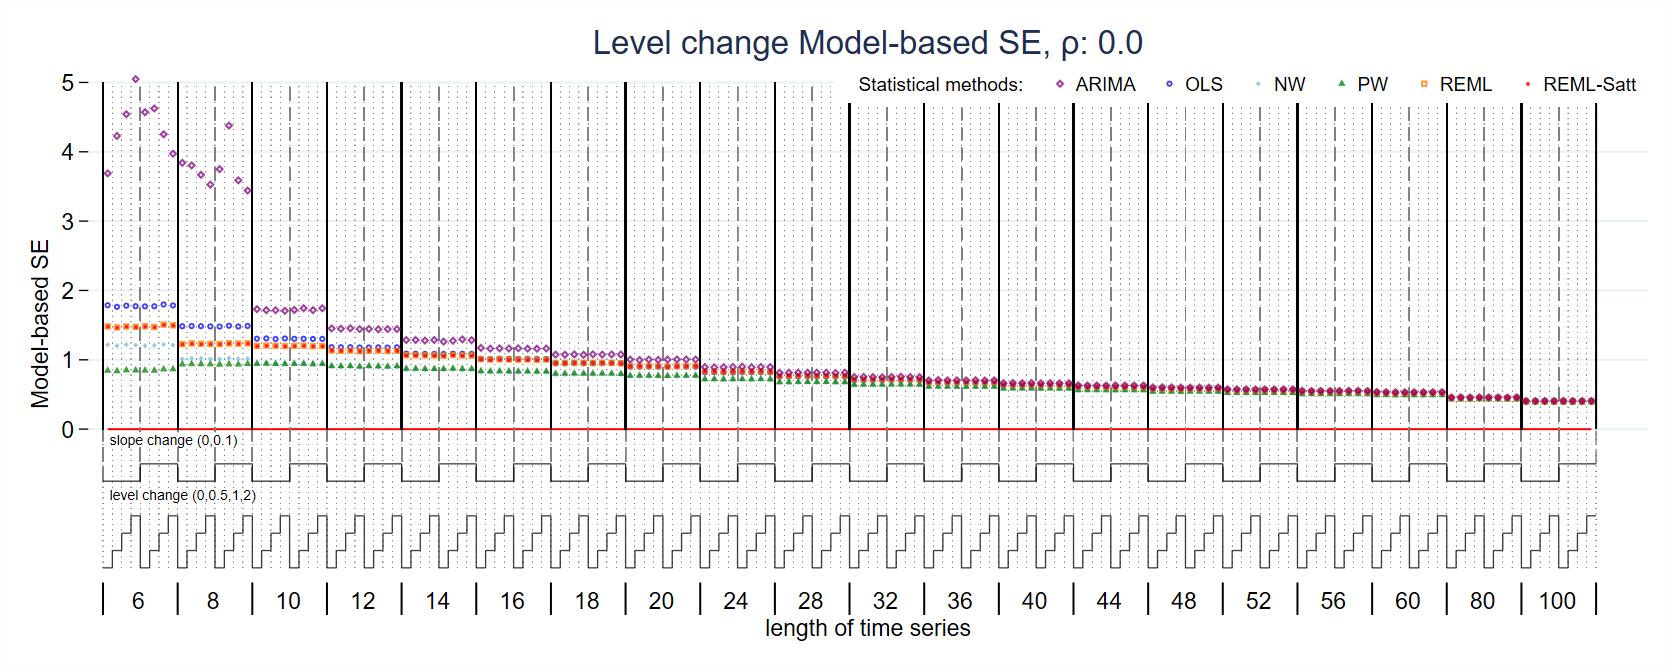 Level change Model-based SE, ρ: 0.0
Statistical methods: ARIMA OLS NW PW REML REML-Satt
Model-based SE
5
4
3
2
1
0
slope change (0,0.1)
level change (0,0.5,1,2)
6 8 10 12 14 16 18 20 24 28 32 36 40 44 48 52 56 60 80 100
length of time series